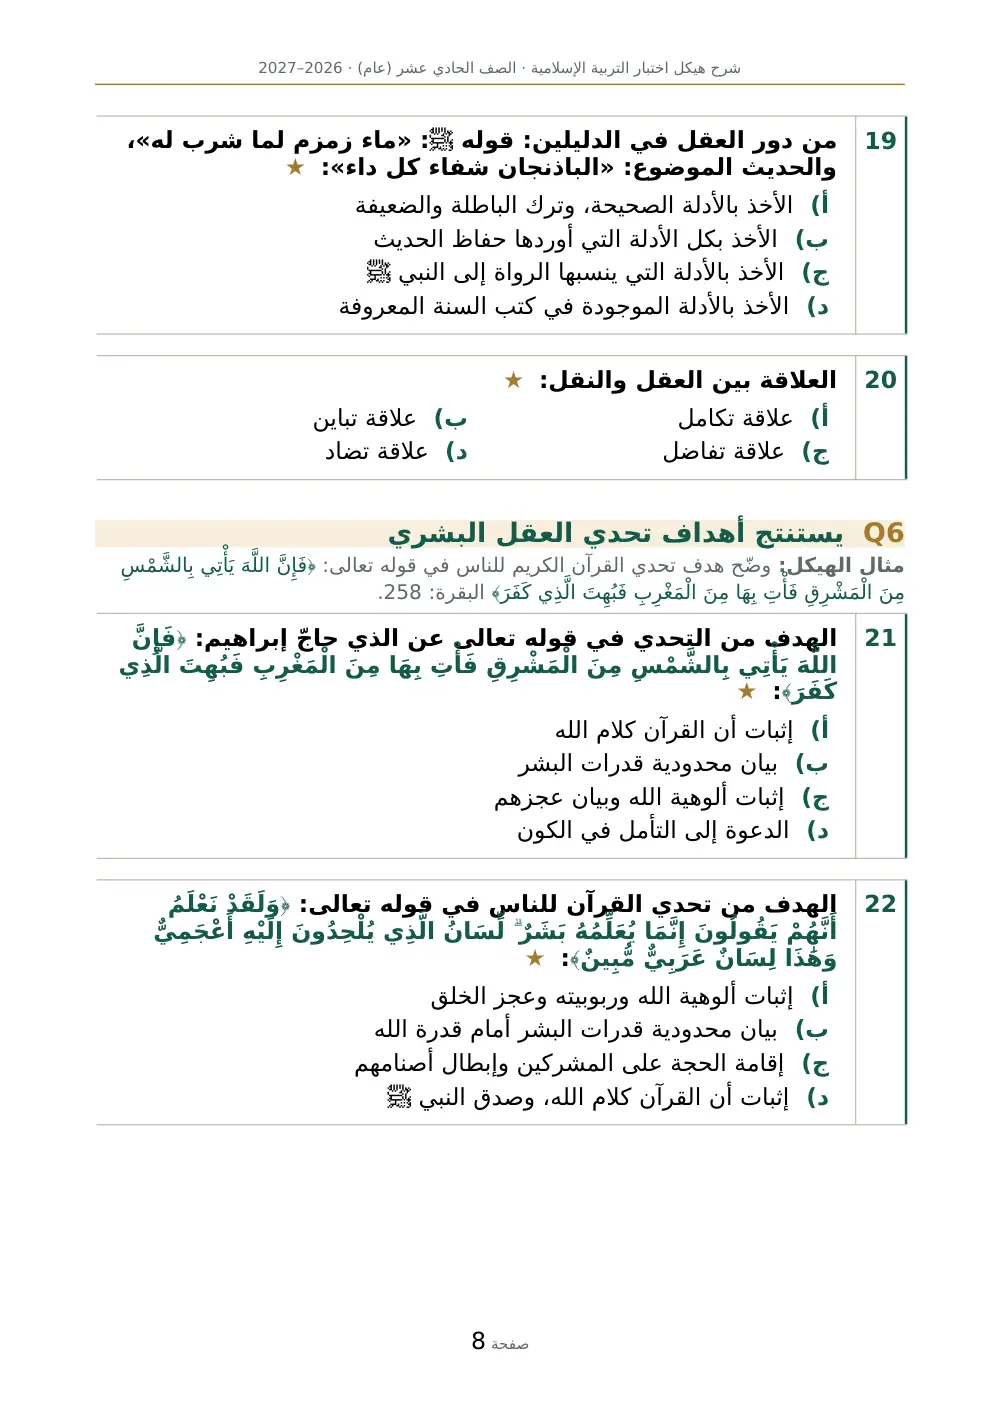 شرح هيكل اختبار التربية الإسلامية · الصف الحادي عشر (عام) · 2026–2027
19
من دور العقل في الدليلين: قوله ﷺ: «ماء زمزم لما شرب له»،
والحديث الموضوع: «الباذنجان شفاء كل داء»: ★
أ) الأخذ بالأدلة الصحيحة، وترك الباطلة والضعيفة
ب) الأخذ بكل الأدلة التي أوردها حفاظ الحديث
ج) الأخذ بالأدلة التي ينسبها الرواة إلى النبي ﷺ
د) الأخذ بالأدلة الموجودة في كتب السنة المعروفة
20
العلاقة بين العقل والنقل: ★
أ) علاقة تكامل ب) علاقة تباين
ج) علاقة تفاضل د) علاقة تضاد
Q6 يستنتج أهداف تحدي العقل البشري
مثال الهيكل: وضّح هدف تحدي القرآن الكريم للناس في قوله تعالى: ﴿فَإِنَّ اللَّهَ يَأْتِي بِالشَّمْسِ
مِنَ الْمَشْرِقِ فَأْتِ بِهَا مِنَ الْمَغْرِبِ فَبُهِتَ الَّذِي كَفَرَ﴾ البقرة: 258.
21
الهدف من التحدي في قوله تعالى عن الذي حاجّ إبراهيم: ﴿فَإِنَّ
اللَّهَ يَأْتِي بِالشَّمْسِ مِنَ الْمَشْرِقِ فَأْتِ بِهَا مِنَ الْمَغْرِبِ فَبُهِتَ الَّذِي
كَفَرَ﴾: ★
أ) إثبات أن القرآن كلام الله
ب) بيان محدودية قدرات البشر
ج) إثبات ألوهية الله وبيان عجزهم
د) الدعوة إلى التأمل في الكون
22
الهدف من تحدي القرآن للناس في قوله تعالى: ﴿وَلَقَدْ نَعْلَمُ
أَنَّهُمْ يَقُولُونَ إِنَّمَا يُعَلِّمُهُ بَشَرٌ ۗ لِّسَانُ الَّذِي يُلْحِدُونَ إِلَيْهِ أَعْجَمِيٌّ
وَهَٰذَا لِسَانٌ عَرَبِيٌّ مُّبِينٌ﴾: ★
أ) إثبات ألوهية الله وربوبيته وعجز الخلق
ب) بيان محدودية قدرات البشر أمام قدرة الله
ج) إقامة الحجة على المشركين وإبطال أصنامهم
د) إثبات أن القرآن كلام الله، وصدق النبي ﷺ
صفحة 8